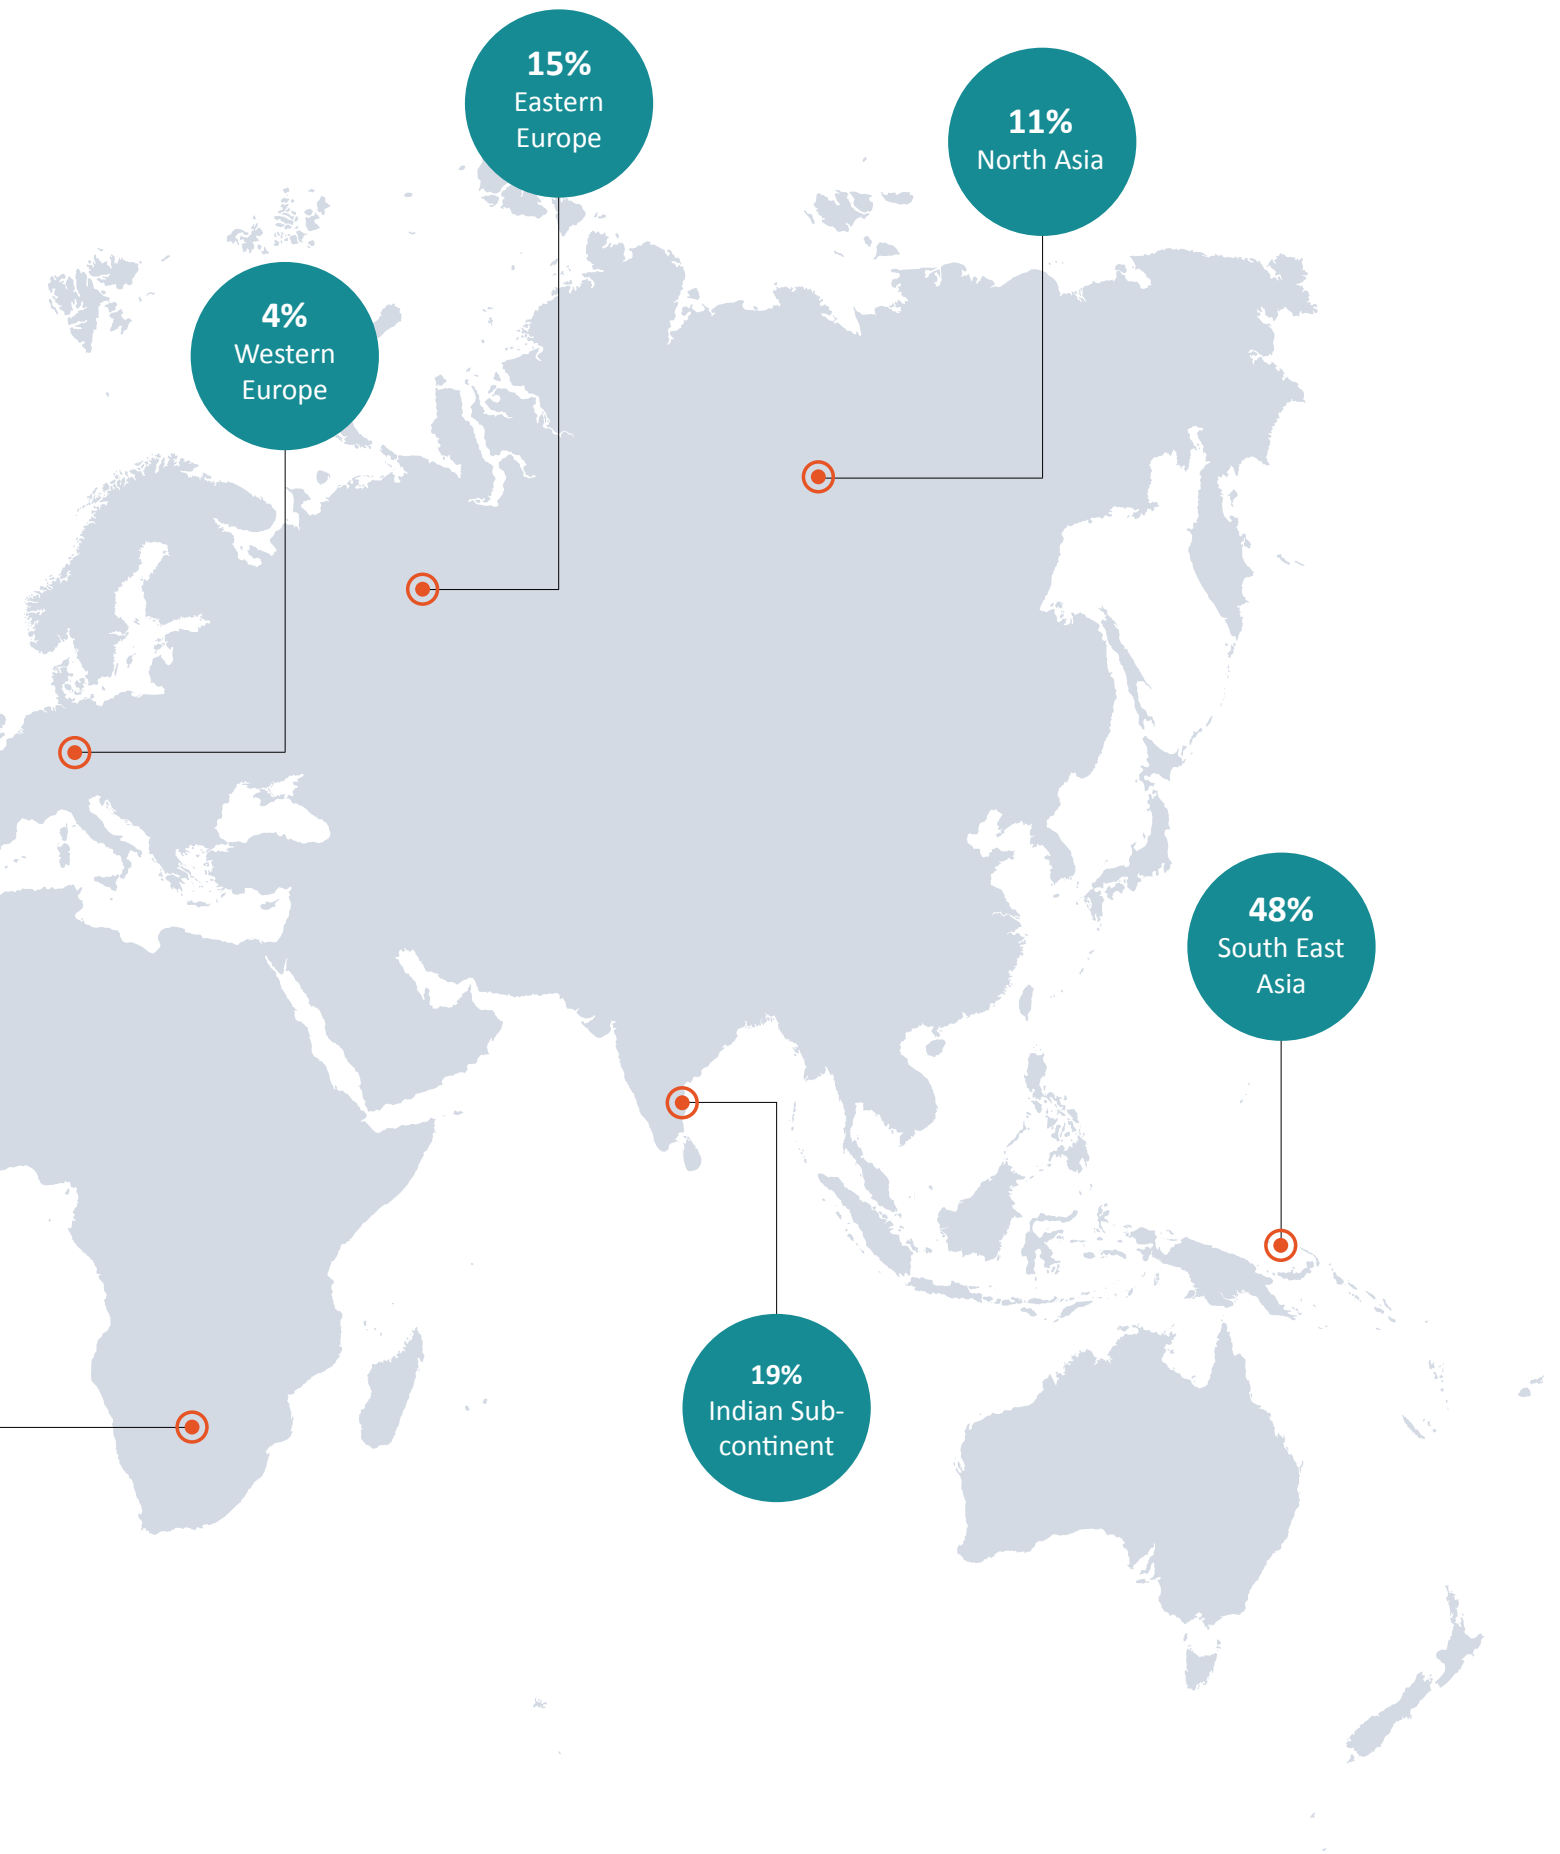 15%
Eastern
Europe
11%
North Asia
4%
Western
Europe
48%
South East
Asia
19%
Indian Sub-
continent